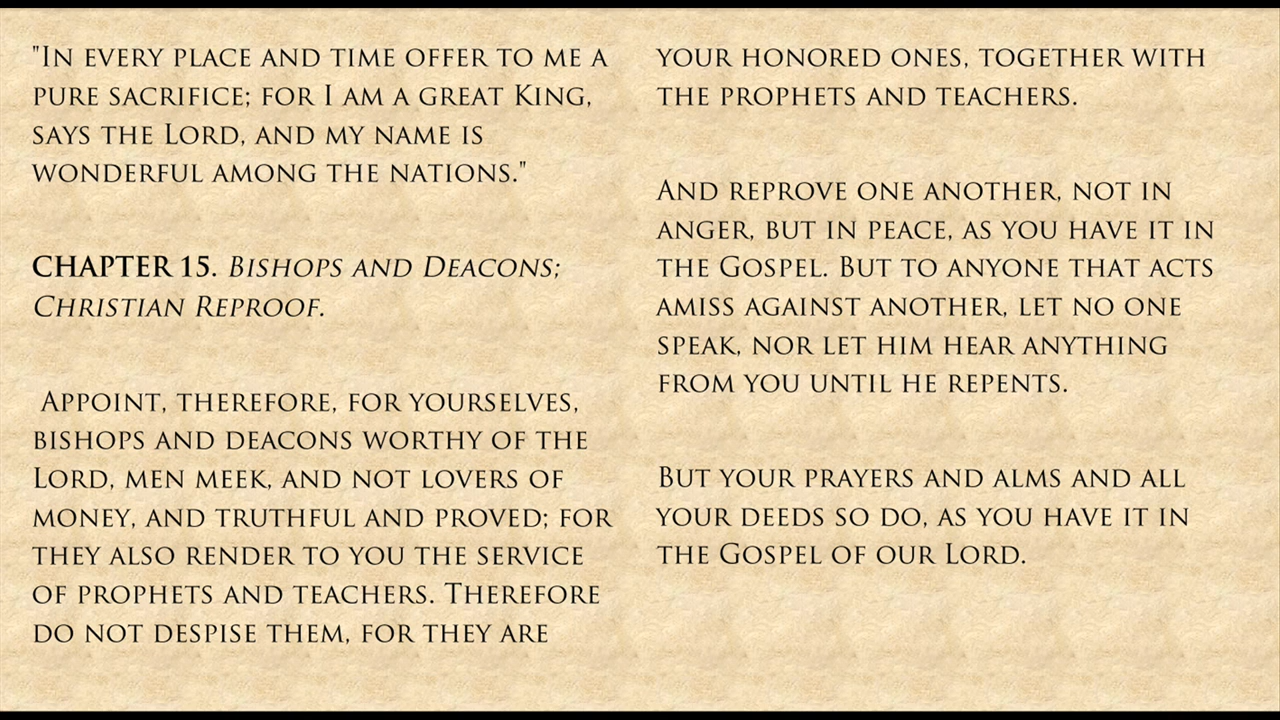 "In every place and time offer to me a
pure sacrifice; for I am a great King,
says the Lord, and my name is
wonderful among the nations."
CHAPTER 15. Bishops and Deacons;
Christian Reproof.
Appoint, therefore, for yourselves,
bishops and deacons worthy of the
Lord, men meek, and not lovers of
money, and truthful and proved; for
they also render to you the service
of prophets and teachers. Therefore
do not despise them, for they are
your honored ones, together with
the prophets and teachers.
And reprove one another, not in
anger, but in peace, as you have it in
the Gospel. But to anyone that acts
amiss against another, let no one
speak, nor let him hear anything
from you until he repents.
But your prayers and alms and all
your deeds so do, as you have it in
the Gospel of our Lord.